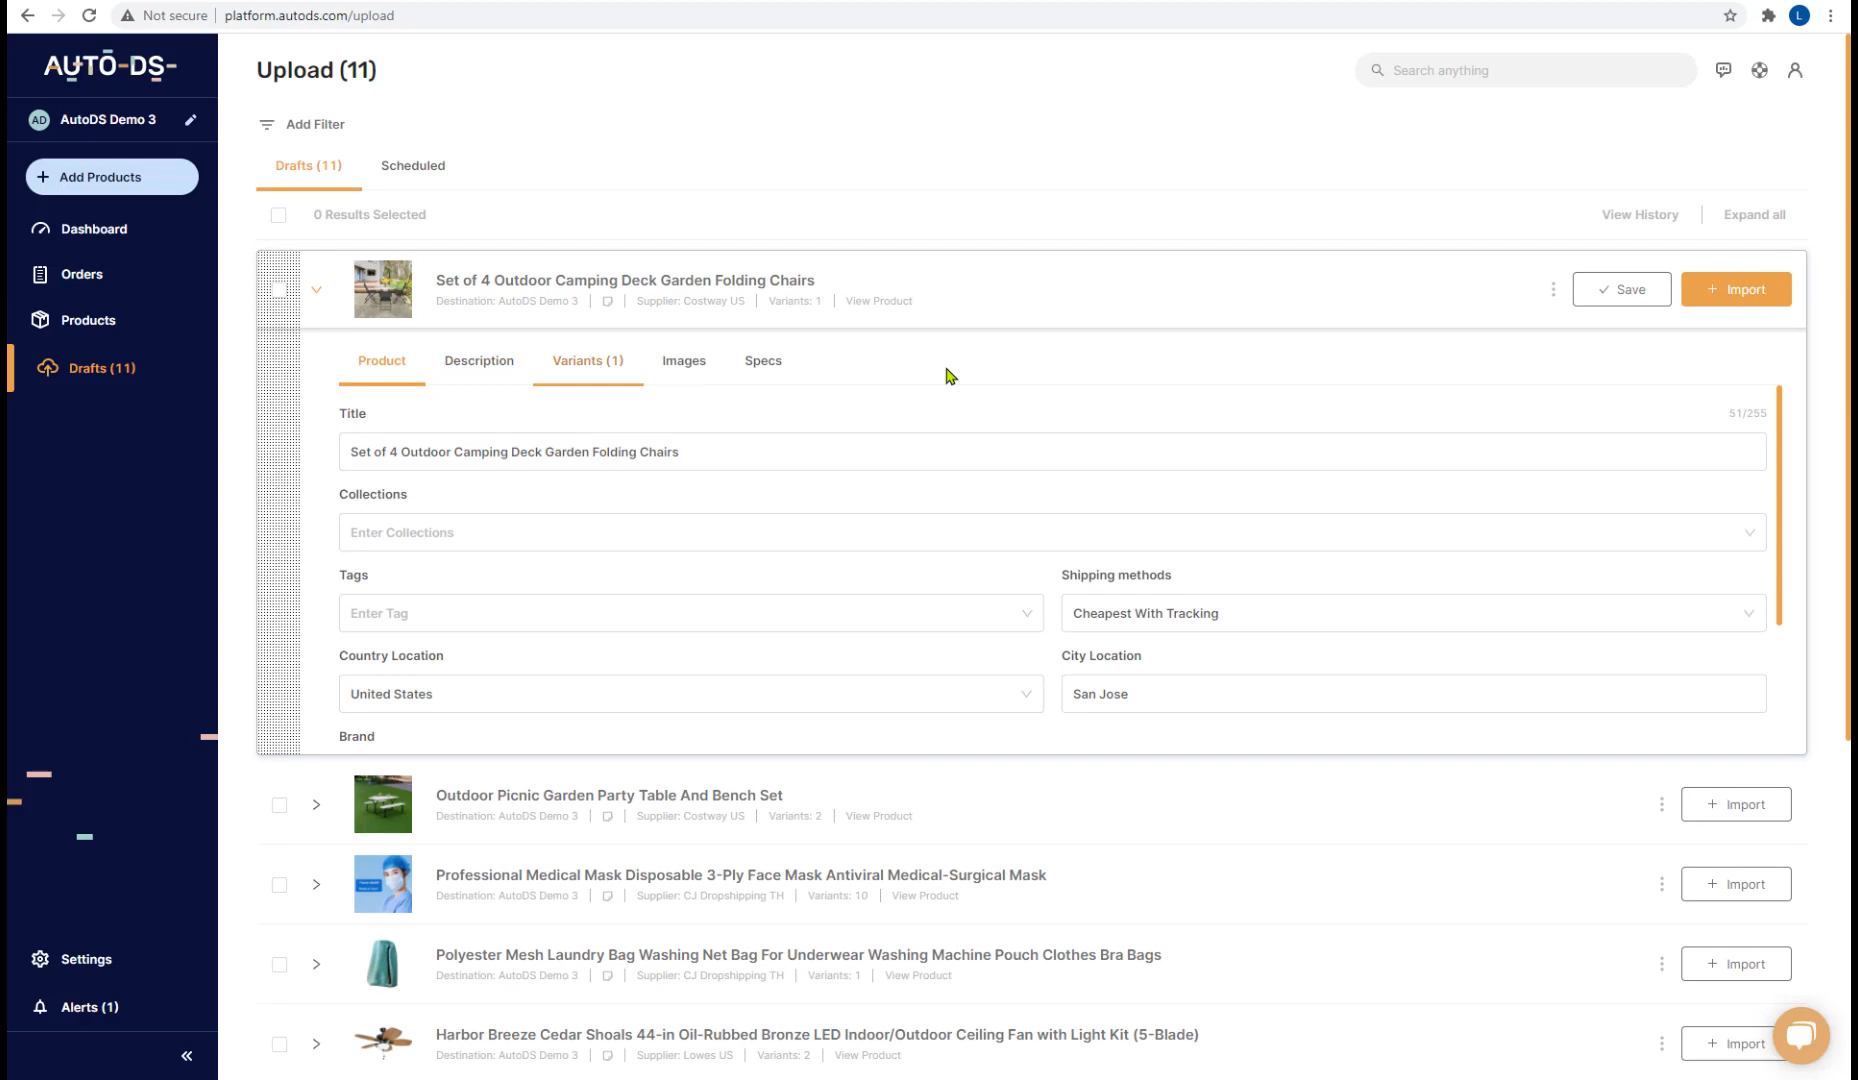 Not secure
platform.autods.com/upload
L
AUTO-DS-
AD
AutoDS Demo 3
+ Add Products
Dashboard
Orders
Products
Drafts (11)
Settings
Alerts (1)
Upload (11)
Search anything
Add Filter
Drafts (11)
Scheduled
0 Results Selected
View History
Expand all
Set of 4 Outdoor Camping Deck Garden Folding Chairs
Destination: AutoDS Demo 3
Supplier: Costway US
Variants: 1
View Product
Save
+ Import
Product
Description
Variants (1)
Images
Specs
Title
51/255
Set of 4 Outdoor Camping Deck Garden Folding Chairs
Collections
Enter Collections
Tags
Shipping methods
Enter Tag
Cheapest With Tracking
Country Location
City Location
United States
San Jose
Brand
Outdoor Picnic Garden Party Table And Bench Set
Destination: AutoDS Demo 3
Supplier: Costway US
Variants: 2
View Product
+ Import
Professional Medical Mask Disposable 3-Ply Face Mask Antiviral Medical-Surgical Mask
Destination: AutoDS Demo 3
Supplier: CJ Dropshipping TH
Variants: 10
View Product
+ Import
Polyester Mesh Laundry Bag Washing Net Bag For Underwear Washing Machine Pouch Clothes Bra Bags
Destination: AutoDS Demo 3
Supplier: CJ Dropshipping TH
Variants: 1
View Product
+ Import
Harbor Breeze Cedar Shoals 44-in Oil-Rubbed Bronze LED Indoor/Outdoor Ceiling Fan with Light Kit (5-Blade)
Destination: AutoDS Demo 3
Supplier: Lowes US
Variants: 2
View Product
+ Import